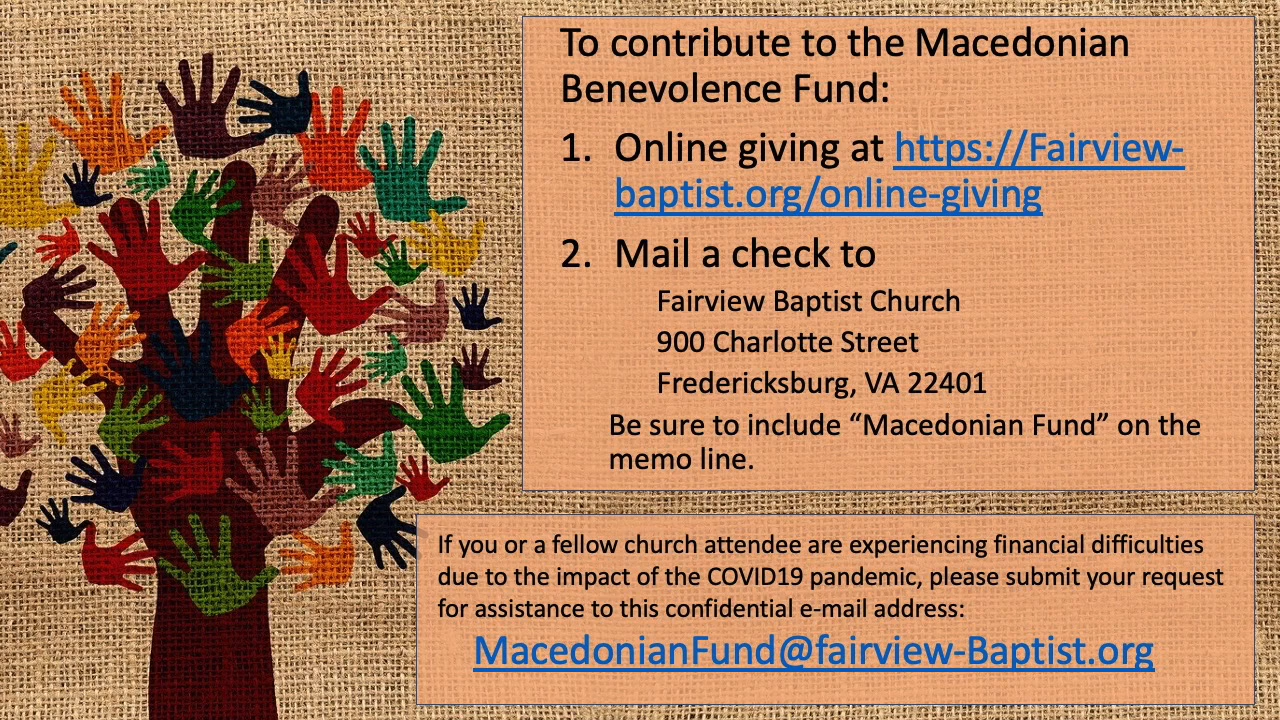 To contribute to the Macedonian
Benevolence Fund:
1. Online giving at https://Fairview-
baptist.org/online-giving
2. Mail a check to
Fairview Baptist Church
900 Charlotte Street
Fredericksburg, VA 22401
Be sure to include “Macedonian Fund” on the
memo line.
If you or a fellow church attendee are experiencing financial difficulties
due to the impact of the COVID19 pandemic, please submit your request
for assistance to this confidential e-mail address:
MacedonianFund@fairview-Baptist.org